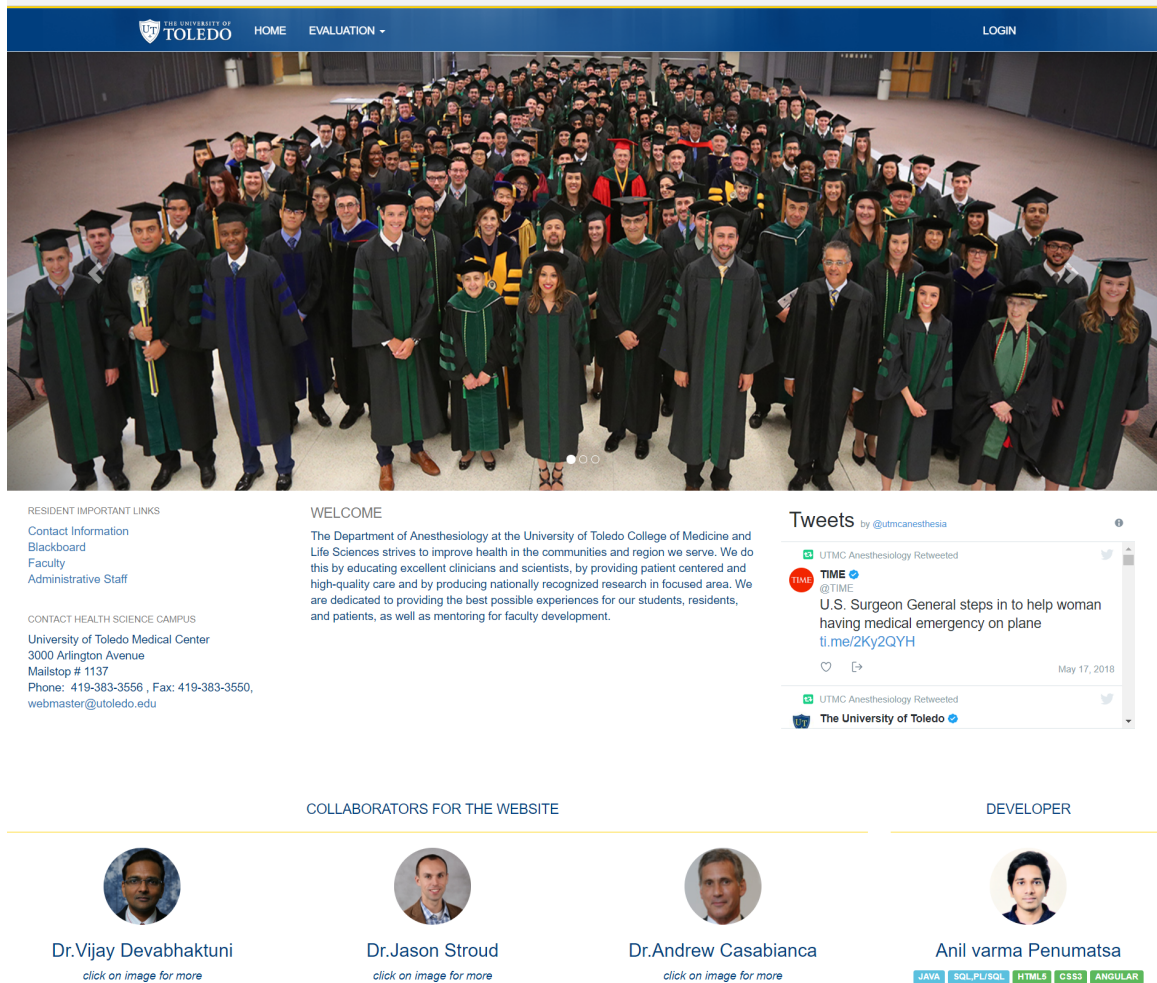 THE UNIVERSITY OF
UT TOLEDO
HOME
EVALUATION
LOGIN
RESIDENT IMPORTANT LINKS
Contact Information
Blackboard
Faculty
Administrative Staff
CONTACT HEALTH SCIENCE CAMPUS
University of Toledo Medical Center
3000 Arlington Avenue
Mailstop # 1137
Phone: 419-383-3556 , Fax: 419-383-3550,
webmaster@utoledo.edu
WELCOME
The Department of Anesthesiology at the University of Toledo College of Medicine and
Life Sciences strives to improve health in the communities and region we serve. We do
this by educating excellent clinicians and scientists, by providing patient centered and
high-quality care and by producing nationally recognized research in focused area. We
are dedicated to providing the best possible experiences for our students, residents,
and patients, as well as mentoring for faculty development.
Tweets by @utmcanesthesia
UTMC Anesthesiology Retweeted
TIME
TIME
@TIME
U.S. Surgeon General steps in to help woman
having medical emergency on plane
ti.me/2Ky2QYH
May 17, 2018
UTMC Anesthesiology Retweeted
UT
The University of Toledo
COLLABORATORS FOR THE WEBSITE
DEVELOPER
Dr.Vijay Devabhaktuni
click on image for more
Dr.Jason Stroud
click on image for more
Dr.Andrew Casabianca
click on image for more
Anil varma Penumatsa
JAVA SQL,PL/SQL HTML5 CSS3 ANGULAR